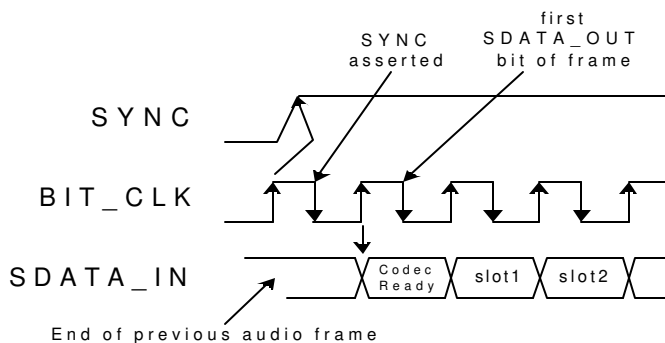 first
SYNC SDATA_OUT
asserted bit of frame
SYNC
BIT_CLK
SDATA_IN
Codec
Ready
slot1
slot2
End of previous audio frame